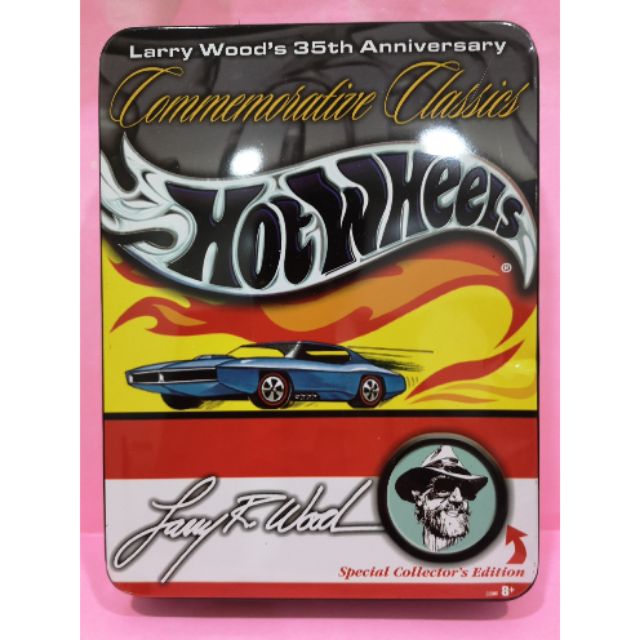 Larry Wood's 35th Anniversary
Commemorative Classics
Hot Wheels
®
Larry R Wood
Special Collector's Edition
8+